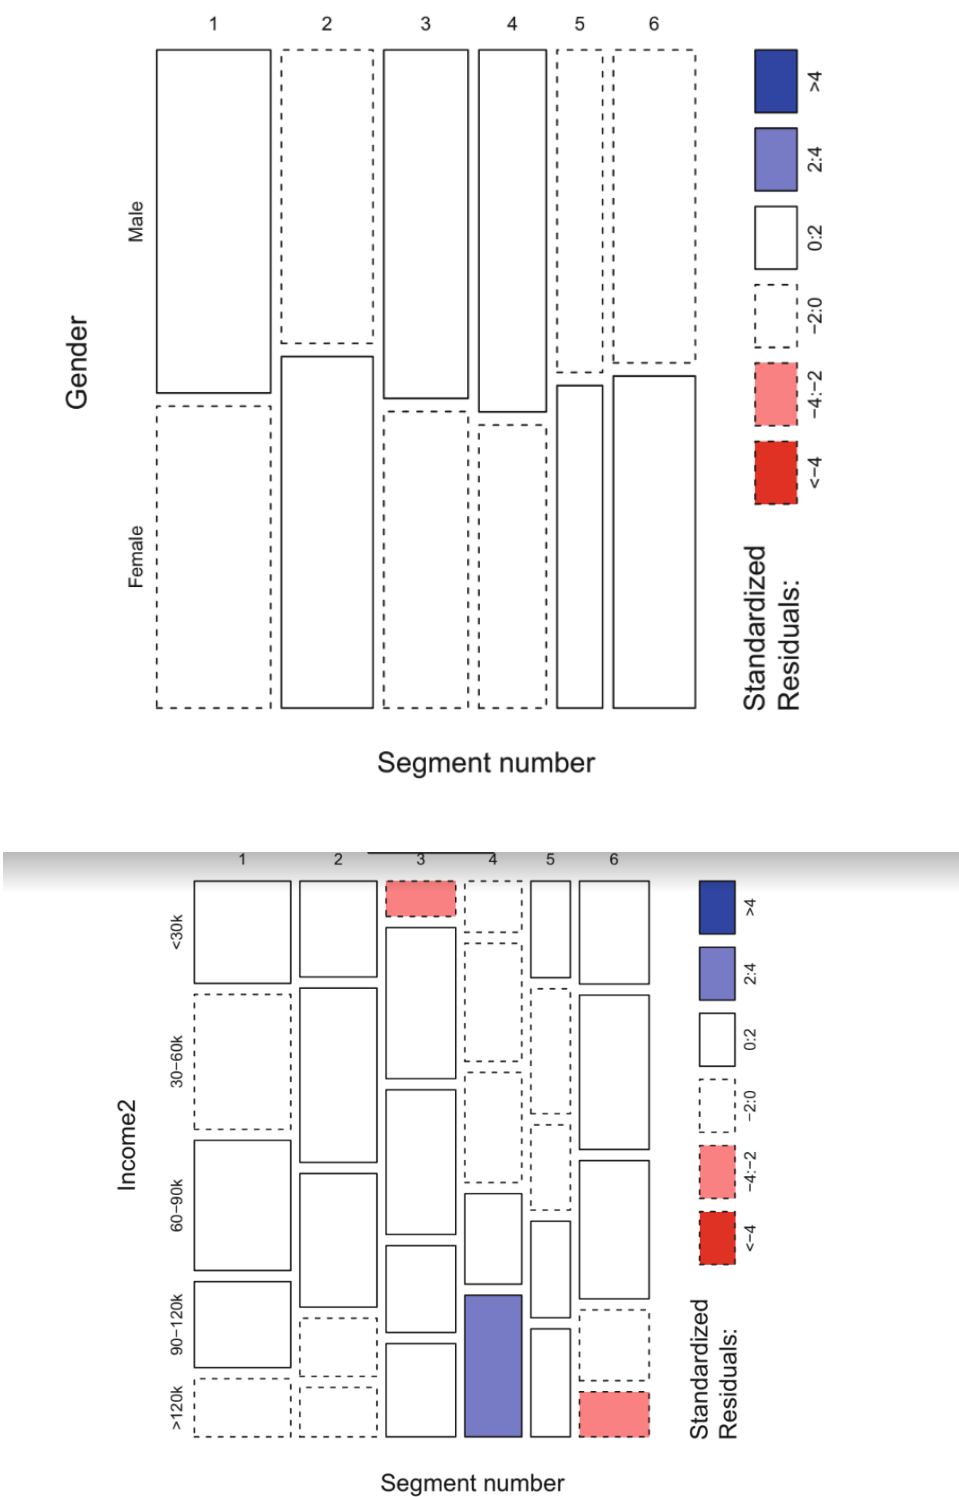 1 2 3 4 5 6
Male
Female
Gender
Segment number
>4
2:4
0:2
−2:0
−4:−2
<−4
Standardized
Residuals:
1 2 3 4 5 6
<30k
30−60k
60−90k
90−120k
>120k
Income2
Segment number
>4
2:4
0:2
−2:0
−4:−2
<−4
Standardized
Residuals: